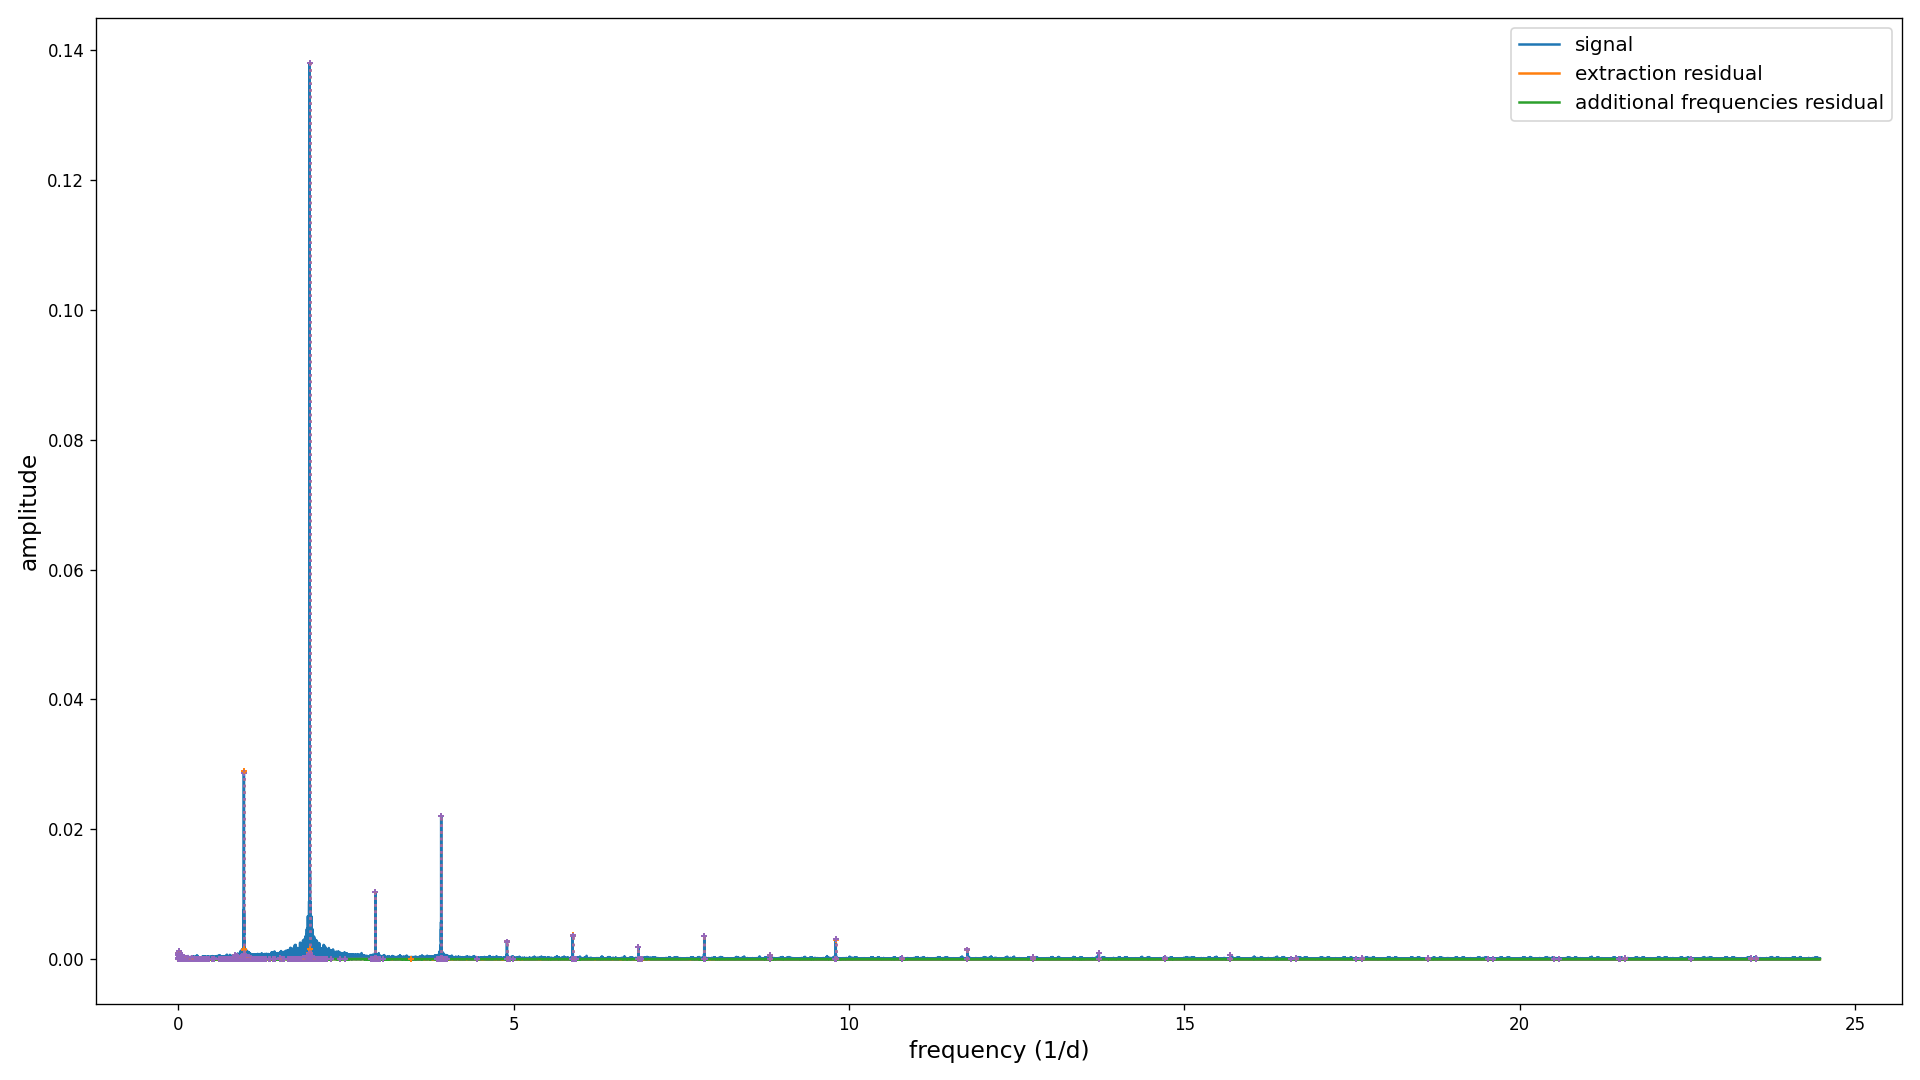 signal
extraction residual
additional frequencies residual
0.14
0.12
0.10
0.08
0.06
0.04
0.02
0.00
amplitude
0 5 10 15 20 25
frequency (1/d)